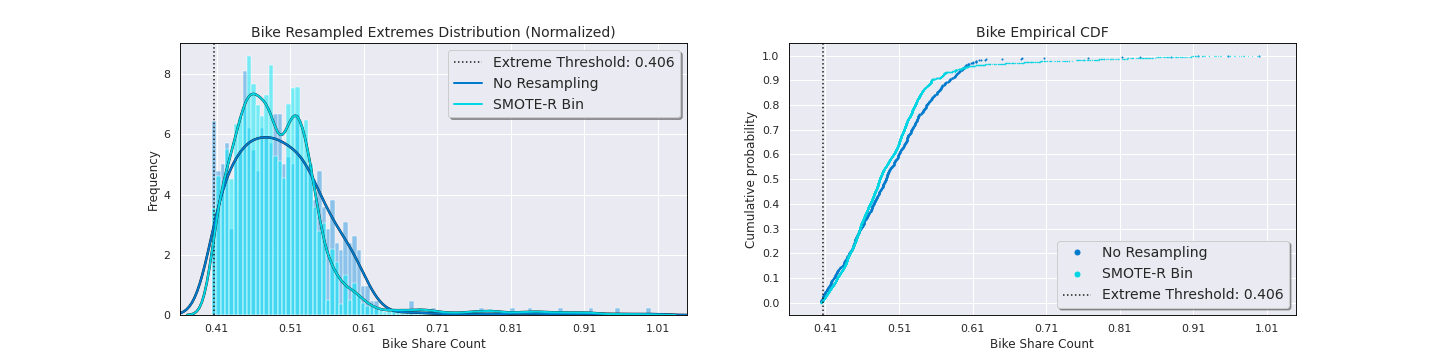 Bike Resampled Extremes Distribution (Normalized)
Extreme Threshold: 0.406
No Resampling
SMOTE-R Bin
Frequency
8
6
4
2
0
0.41 0.51 0.61 0.71 0.81 0.91 1.01
Bike Share Count
Bike Empirical CDF
Cumulative probability
1.0
0.9
0.8
0.7
0.6
0.5
0.4
0.3
0.2
0.1
0.0
No Resampling
SMOTE-R Bin
Extreme Threshold: 0.406
0.41 0.51 0.61 0.71 0.81 0.91 1.01
Bike Share Count